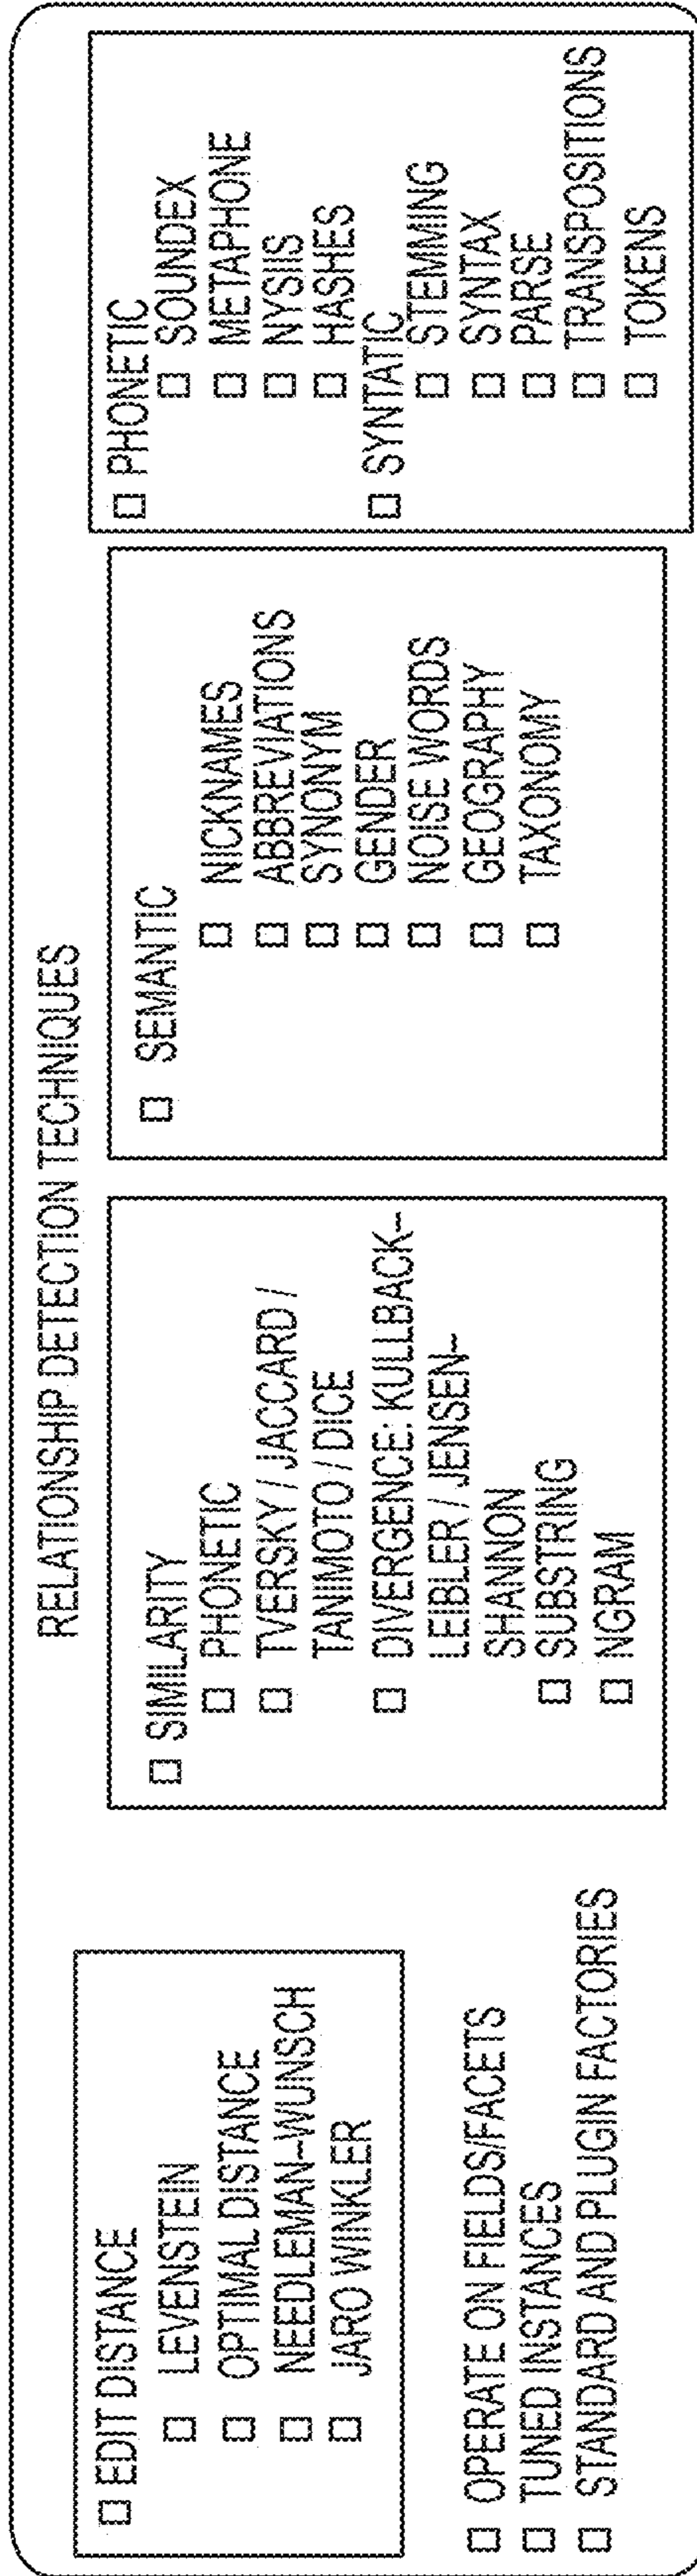 RELATIONSHIP DETECTION TECHNIQUES
□ EDIT DISTANCE
□ LEVENSTEIN
□ OPTIMAL DISTANCE
□ NEEDLEMAN–WUNSCH
□ JARO WINKLER
□ OPERATE ON FIELDS/FACETS
□ TUNED INSTANCES
□ STANDARD AND PLUGIN FACTORIES
□ SIMILARITY
□ PHONETIC
□ TVERSKY / JACCARD /
TANIMOTO / DICE
□ DIVERGENCE: KULLBACK–
LEIBLER / JENSEN–
SHANNON
□ SUBSTRING
□ NGRAM
□ SEMANTIC
□ NICKNAMES
□ ABBREVIATIONS
□ SYNONYM
□ GENDER
□ NOISE WORDS
□ GEOGRAPHY
□ TAXONOMY
□ PHONETIC
□ SOUNDEX
□ METAPHONE
□ NYSIIS
□ HASHES
□ SYNTATIC
□ STEMMING
□ SYNTAX
□ PARSE
□ TRANSPOSITIONS
□ TOKENS